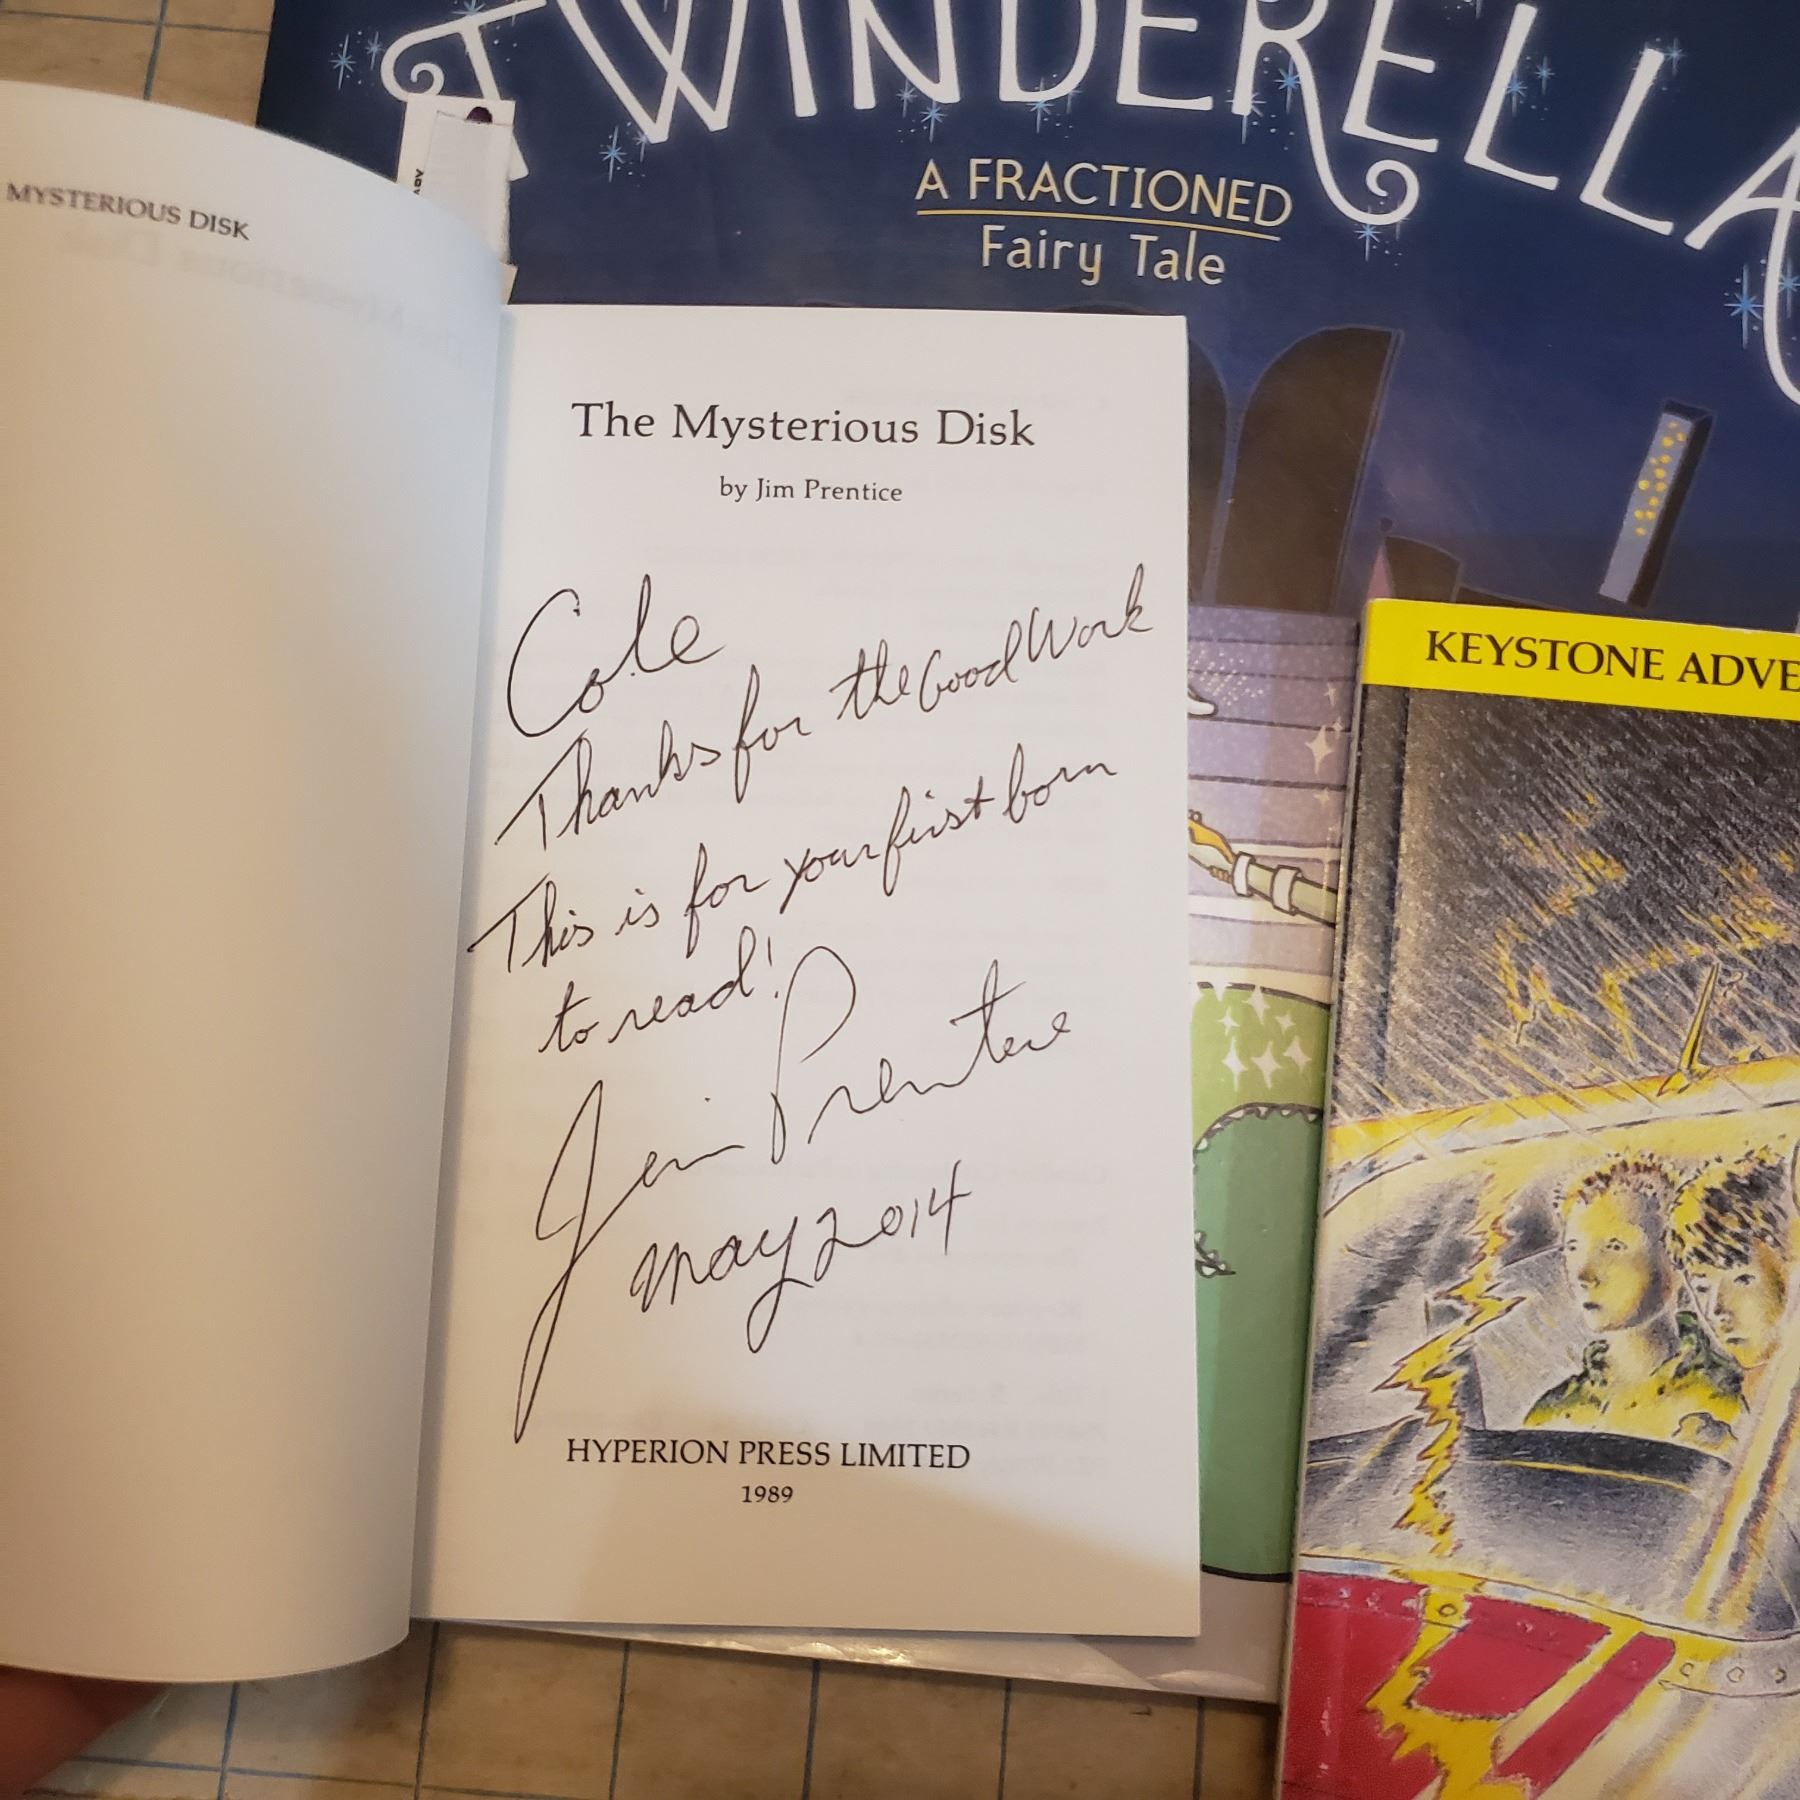 TWINDERELLA
A FRACTIONED
Fairy Tale
MYSTERIOUS DISK
The Mysterious Disk
by Jim Prentice
Cole
Thanks for the Good Work
This is for your first born
to read!
Jim Prentice
May 2014
HYPERION PRESS LIMITED
1989
KEYSTONE ADVE